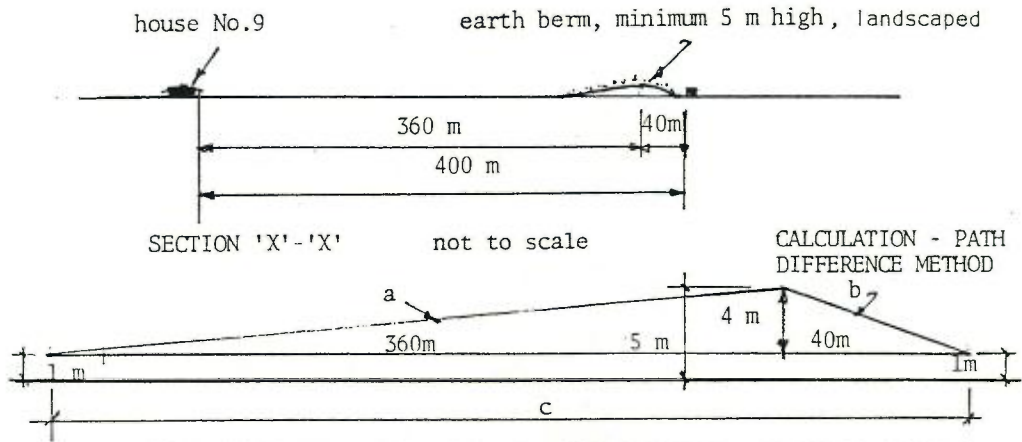 house No.9
earth berm, minimum 5 m high, landscaped
360 m
40m
400 m
SECTION 'X'-'X'
not to scale
CALCULATION - PATH
DIFFERENCE METHOD
a
b
4 m
360m
5 m
40m
1 m
1m
c